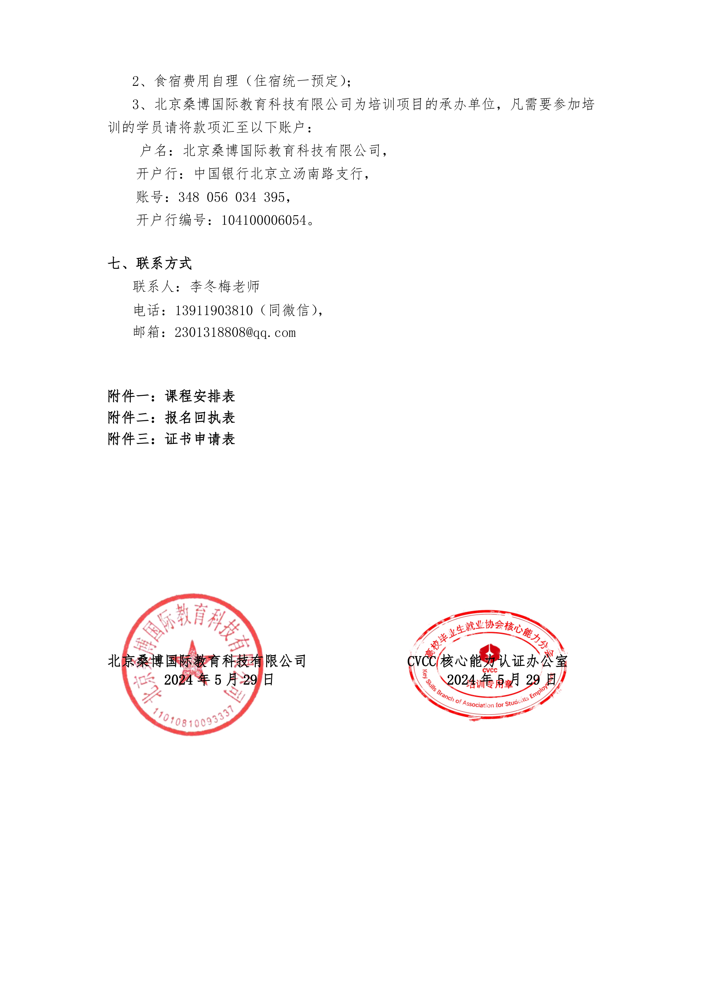 2、食宿费用自理（住宿统一预定）；
3、北京桑博国际教育科技有限公司为培训项目的承办单位，凡需要参加培
训的学员请将款项汇至以下账户：
户名：北京桑博国际教育科技有限公司，
开户行：中国银行北京立汤南路支行，
账号：348 056 034 395，
开户行编号：104100006054。
七、联系方式
联系人：李冬梅老师
电话：13911903810（同微信），
邮箱：2301318808@qq.com
附件一：课程安排表
附件二：报名回执表
附件三：证书申请表
北京桑博国际教育科技有限公司
2024 年 5 月 29 日
北京桑博国际教育科技有限公司
11010810093337
CVCC 核心能力认证办公室
2024 年 5 月 29 日
高校毕业生就业协会核心能力分会
CVCC
培训专用章
Key Skills Branch of Association for Students Employment